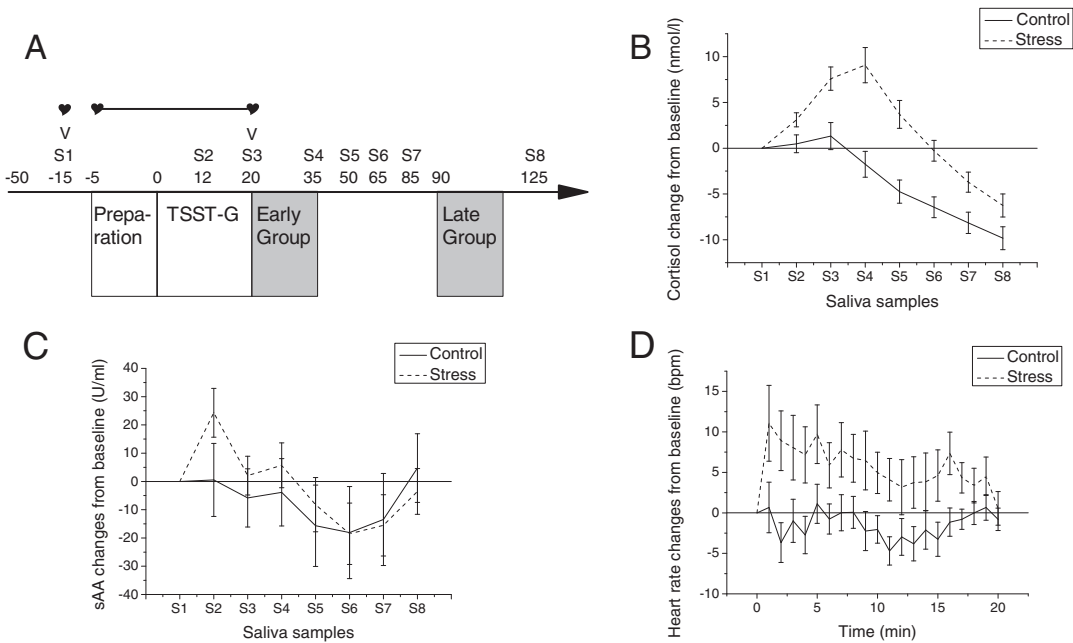 A
V V
S1 S2 S3 S4 S5 S6 S7 S8
-50 -15 -5 0 12 20 35 50 65 85 90 125
Prepa-
ration
TSST-G
Early
Group
Late
Group
B
Control
Stress
Cortisol change from baseline (nmol/l)
10
5
0
-5
-10
S1 S2 S3 S4 S5 S6 S7 S8
Saliva samples
C
Control
Stress
sAA changes from baseline (U/ml)
40
30
20
10
0
-10
-20
-30
-40
S1 S2 S3 S4 S5 S6 S7 S8
Saliva samples
D
Control
Stress
Heart rate changes from baseline (bpm)
15
10
5
0
-5
-10
0 5 10 15 20
Time (min)